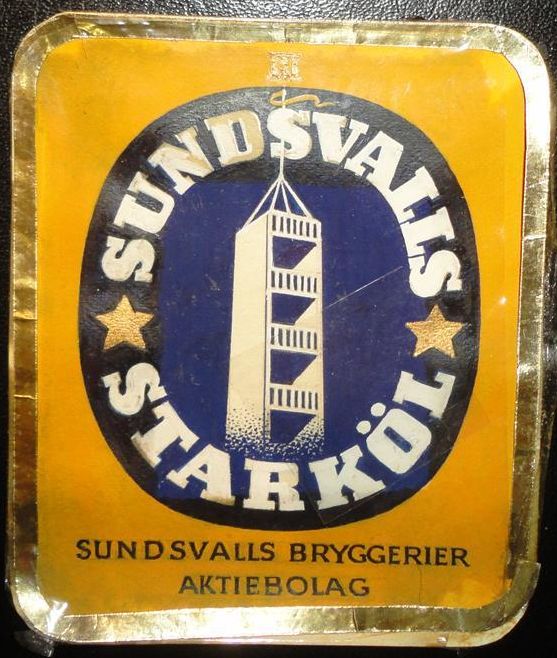 SUNDSVALLS
STARKÖL
SUNDSVALLS BRYGGERIER
AKTIEBOLAG